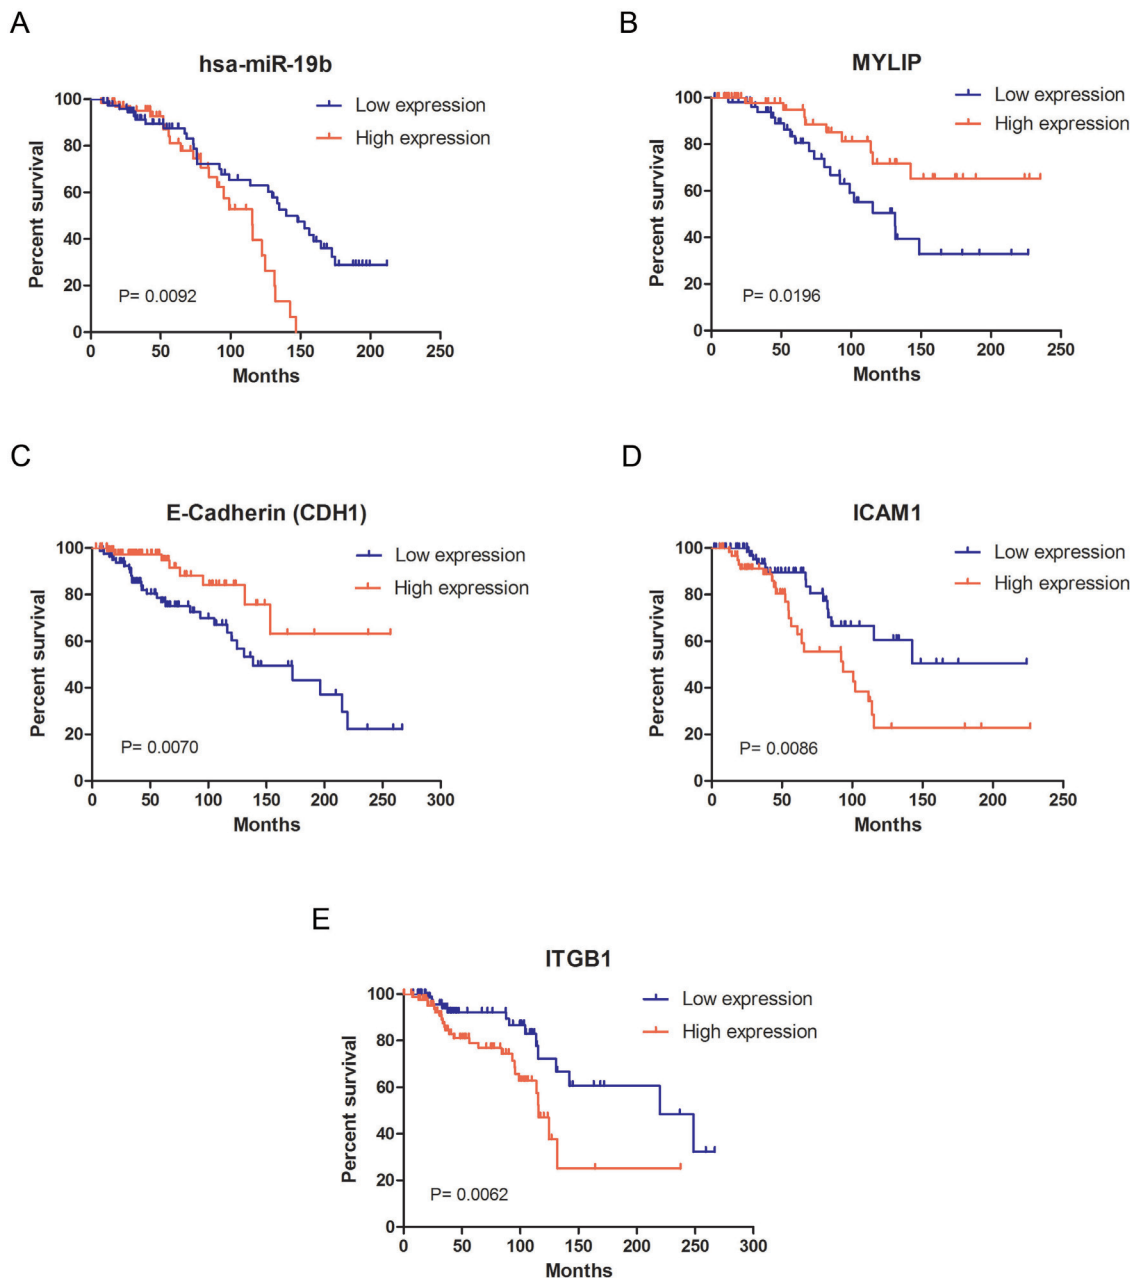 A
hsa-miR-19b
Low expression
High expression
Percent survival
100
80
60
40
20
0
P= 0.0092
0 50 100 150 200 250
Months
B
MYLIP
Low expression
High expression
Percent survival
100
80
60
40
20
0
P= 0.0196
0 50 100 150 200 250
Months
C
E-Cadherin (CDH1)
Low expression
High expression
Percent survival
100
80
60
40
20
0
P= 0.0070
0 50 100 150 200 250 300
Months
D
ICAM1
Low expression
High expression
Percent survival
100
80
60
40
20
0
P= 0.0086
0 50 100 150 200 250
Months
E
ITGB1
Low expression
High expression
Percent survival
100
80
60
40
20
0
P= 0.0062
0 50 100 150 200 250 300
Months